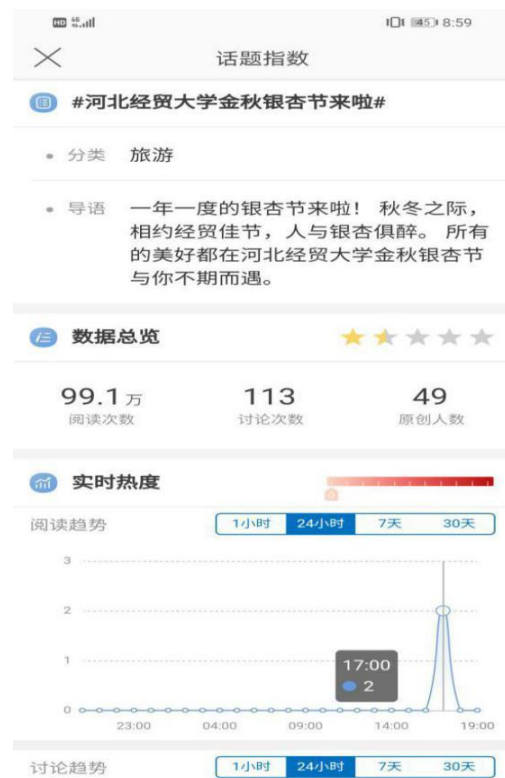 HD 4G 8:59
45
话题指数
#河北经贸大学金秋银杏节来啦#
分类 旅游
导语 一年一度的银杏节来啦! 秋冬之际,
相约经贸佳节,人与银杏俱醉。 所有
的美好都在河北经贸大学金秋银杏节
与你不期而遇。
数据总览
99.1万 113 49
阅读次数 讨论次数 原创人数
实时热度
阅读趋势 1小时 24小时 7天 30天
3
2
1
17:00
2
0
23:00 04:00 09:00 14:00 19:00
讨论趋势 1小时 24小时 7天 30天